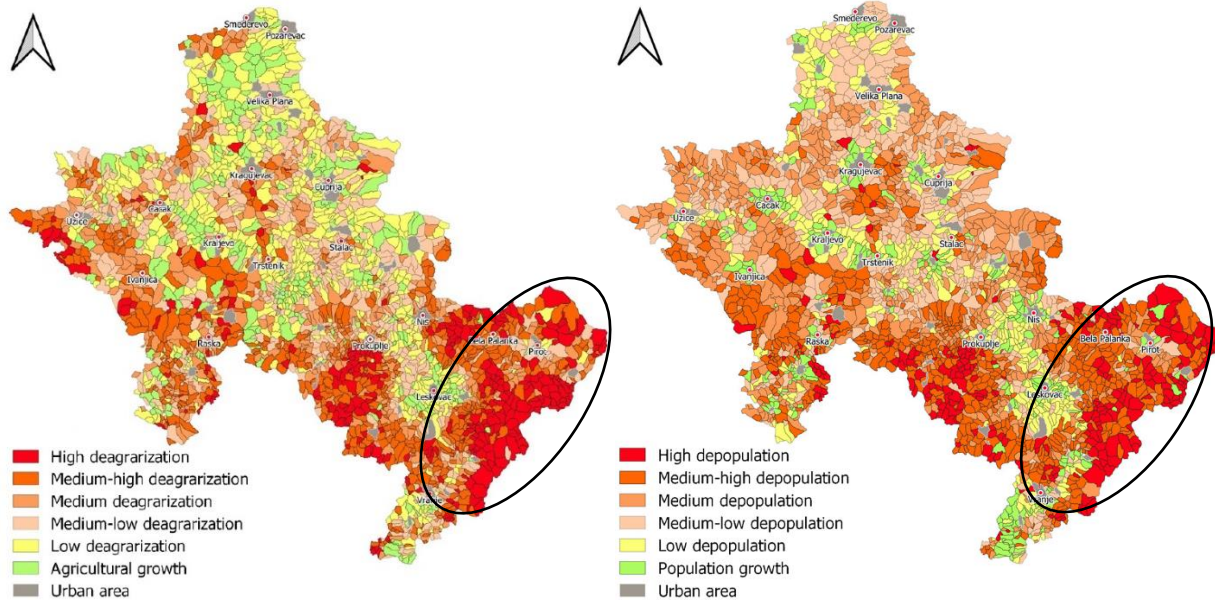 Smederevo
Pozarevac
Velika Plana
Kragujevac
Cuprija
Uzice
Kraljevo
Stalac
Trstenik
Ivanjica
Raska
Nis
Prokuplje
Bela Palanka
Pirot
Leskovac
Vranje
High deagrarization
Medium-high deagrarization
Medium deagrarization
Medium-low deagrarization
Low deagrarization
Agricultural growth
Urban area
Smederevo
Pozarevac
Velika Plana
Kragujevac
Cuprija
Cacak
Uzice
Kraljevo
Stalac
Trstenik
Ivanjica
Raska
Nis
Prokuplje
Bela Palanka
Pirot
Leskovac
Vranje
High depopulation
Medium-high depopulation
Medium depopulation
Medium-low depopulation
Low depopulation
Population growth
Urban area